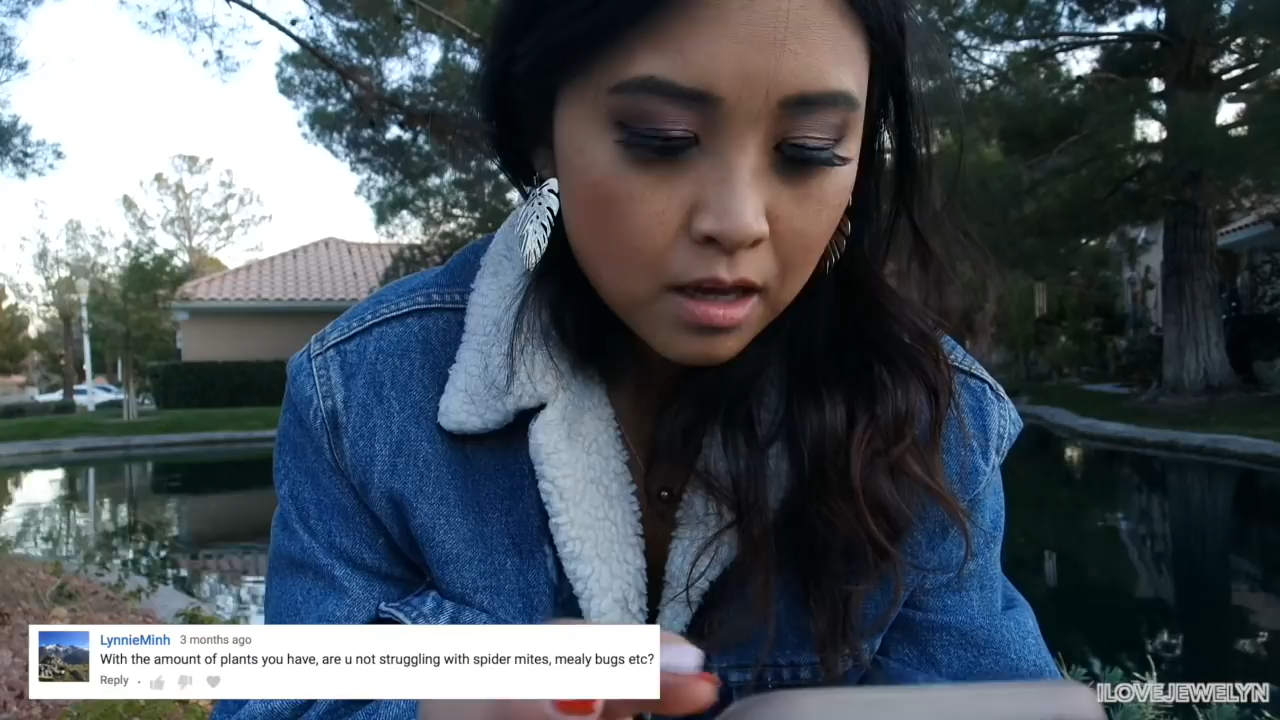 LynnieMinh 3 months ago
With the amount of plants you have, are u not struggling with spider mites, mealy bugs etc?
Reply
ILOVEJEWELYN